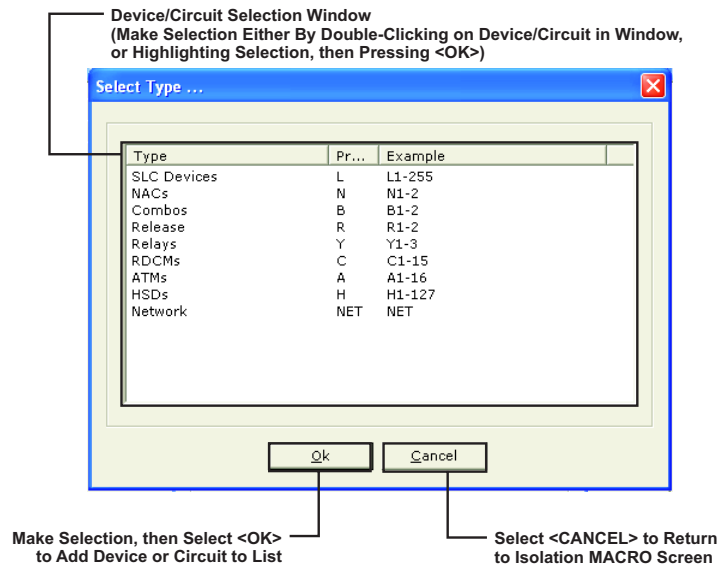 Device/Circuit Selection Window
(Make Selection Either By Double-Clicking on Device/Circuit in Window,
or Highlighting Selection, then Pressing <OK>)
Select Type ...
Type Pr... Example
SLC Devices L L1-255
NACs N N1-2
Combos B B1-2
Release R R1-2
Relays Y Y1-3
RDCMs C C1-15
ATMs A A1-16
HSDs H H1-127
Network NET NET
Ok Cancel
Make Selection, then Select <OK>
to Add Device or Circuit to List
Select <CANCEL> to Return
to Isolation MACRO Screen